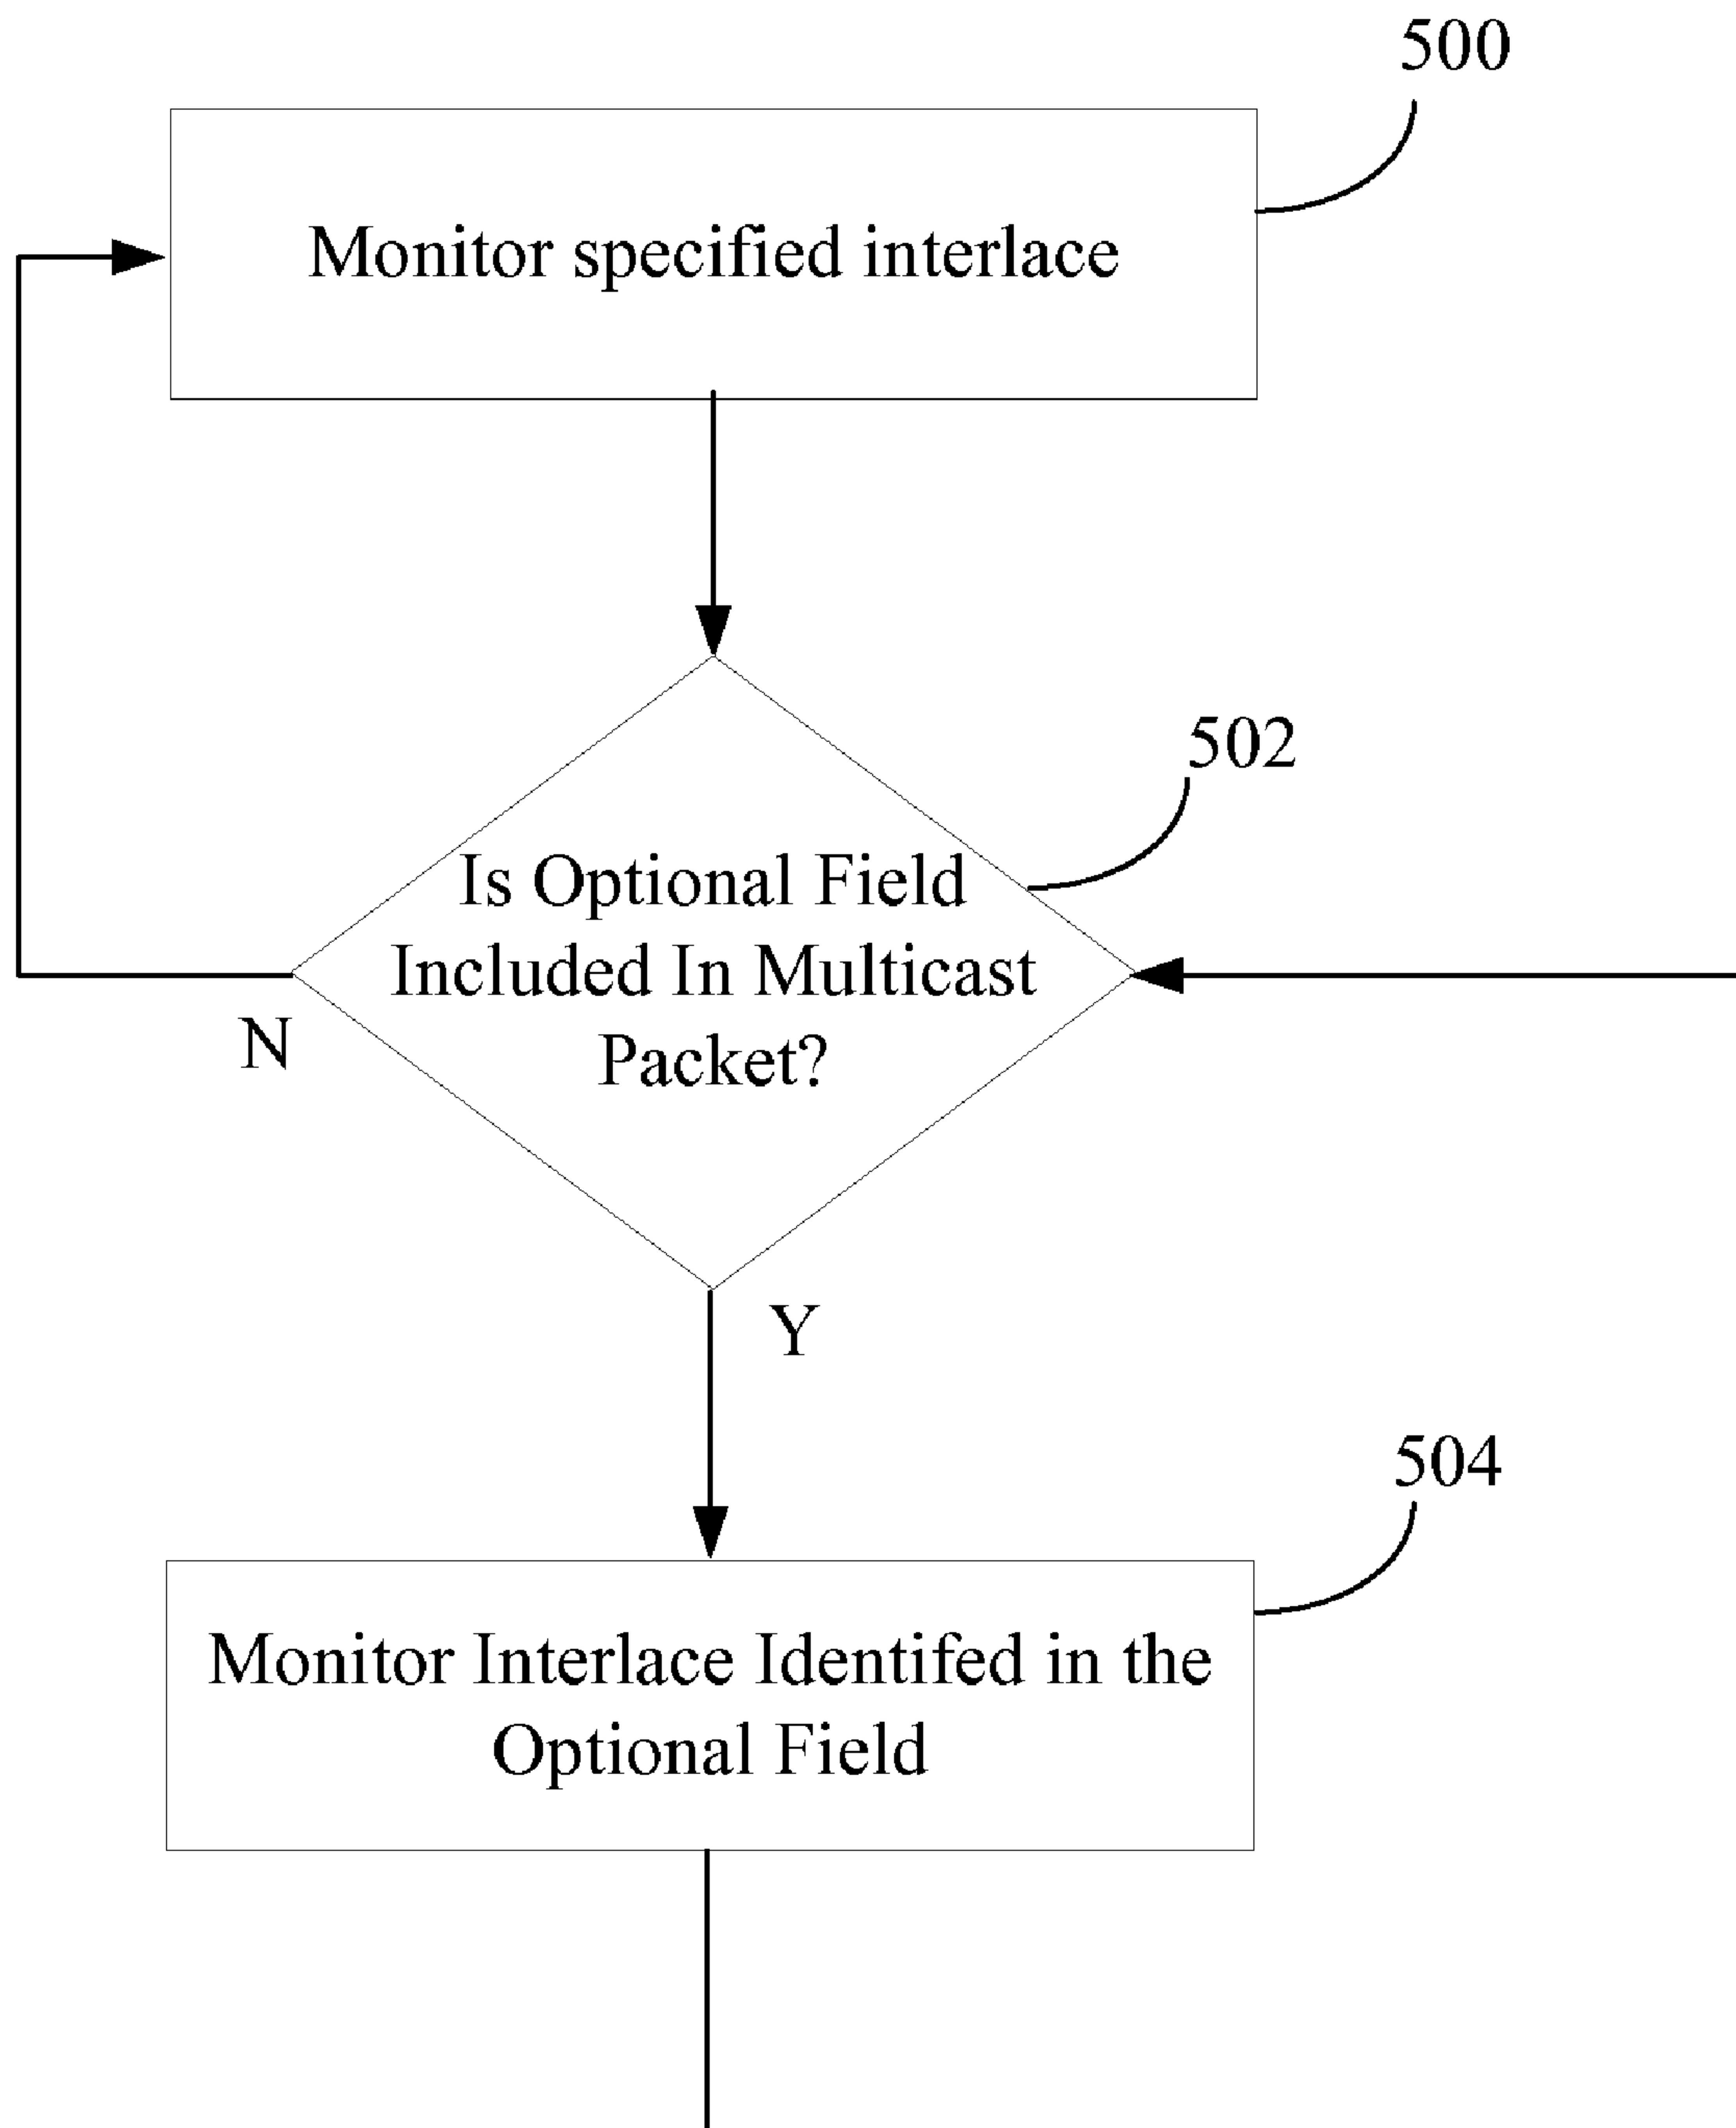 500
Monitor specified interlace
502
Is Optional Field
Included In Multicast
Packet?
N
Y
504
Monitor Interlace Identifed in the
Optional Field